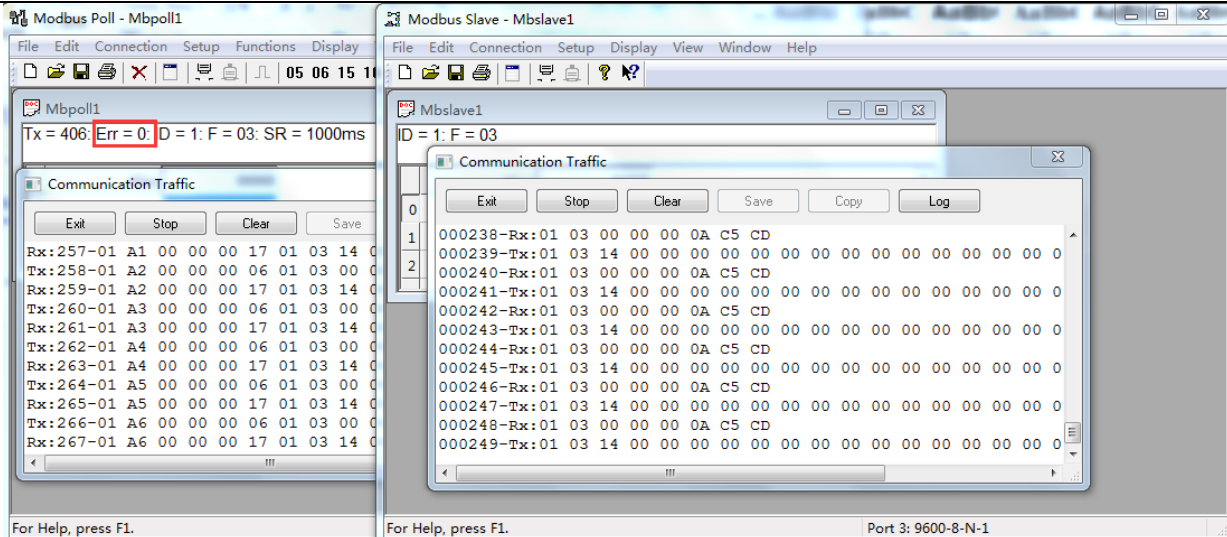 Modbus Poll - Mbpoll1
File Edit Connection Setup Functions Display
05 06 15
Mbpoll1
Tx = 406: Err = 0: ID = 1: F = 03: SR = 1000ms
Communication Traffic
Exit Stop Clear Save
Rx:257-01 A1 00 00 00 17 01 03 14
Tx:258-01 A2 00 00 00 06 01 03 00
Rx:259-01 A2 00 00 00 17 01 03 14
Tx:260-01 A3 00 00 00 06 01 03 00
Rx:261-01 A3 00 00 00 17 01 03 14
Tx:262-01 A4 00 00 00 06 01 03 00
Rx:263-01 A4 00 00 00 17 01 03 14
Tx:264-01 A5 00 00 00 06 01 03 00
Rx:265-01 A5 00 00 00 17 01 03 14
Tx:266-01 A6 00 00 00 06 01 03 00
Rx:267-01 A6 00 00 00 17 01 03 14
For Help, press F1.
Modbus Slave - Mbslave1
File Edit Connection Setup Display View Window Help
Mbslave1
ID = 1: F = 03
0
1
2
Communication Traffic
Exit Stop Clear Save Copy Log
000238-Rx:01 03 00 00 00 0A C5 CD
000239-Tx:01 03 14 00 00 00 00 00 00 00 00 00 00 00 00 00 00 0
000240-Rx:01 03 00 00 00 0A C5 CD
000241-Tx:01 03 14 00 00 00 00 00 00 00 00 00 00 00 00 00 00 0
000242-Rx:01 03 00 00 00 0A C5 CD
000243-Tx:01 03 14 00 00 00 00 00 00 00 00 00 00 00 00 00 00 0
000244-Rx:01 03 00 00 00 0A C5 CD
000245-Tx:01 03 14 00 00 00 00 00 00 00 00 00 00 00 00 00 00 0
000246-Rx:01 03 00 00 00 0A C5 CD
000247-Tx:01 03 14 00 00 00 00 00 00 00 00 00 00 00 00 00 00 0
000248-Rx:01 03 00 00 00 0A C5 CD
000249-Tx:01 03 14 00 00 00 00 00 00 00 00 00 00 00 00 00 00 0
For Help, press F1.
Port 3: 9600-8-N-1